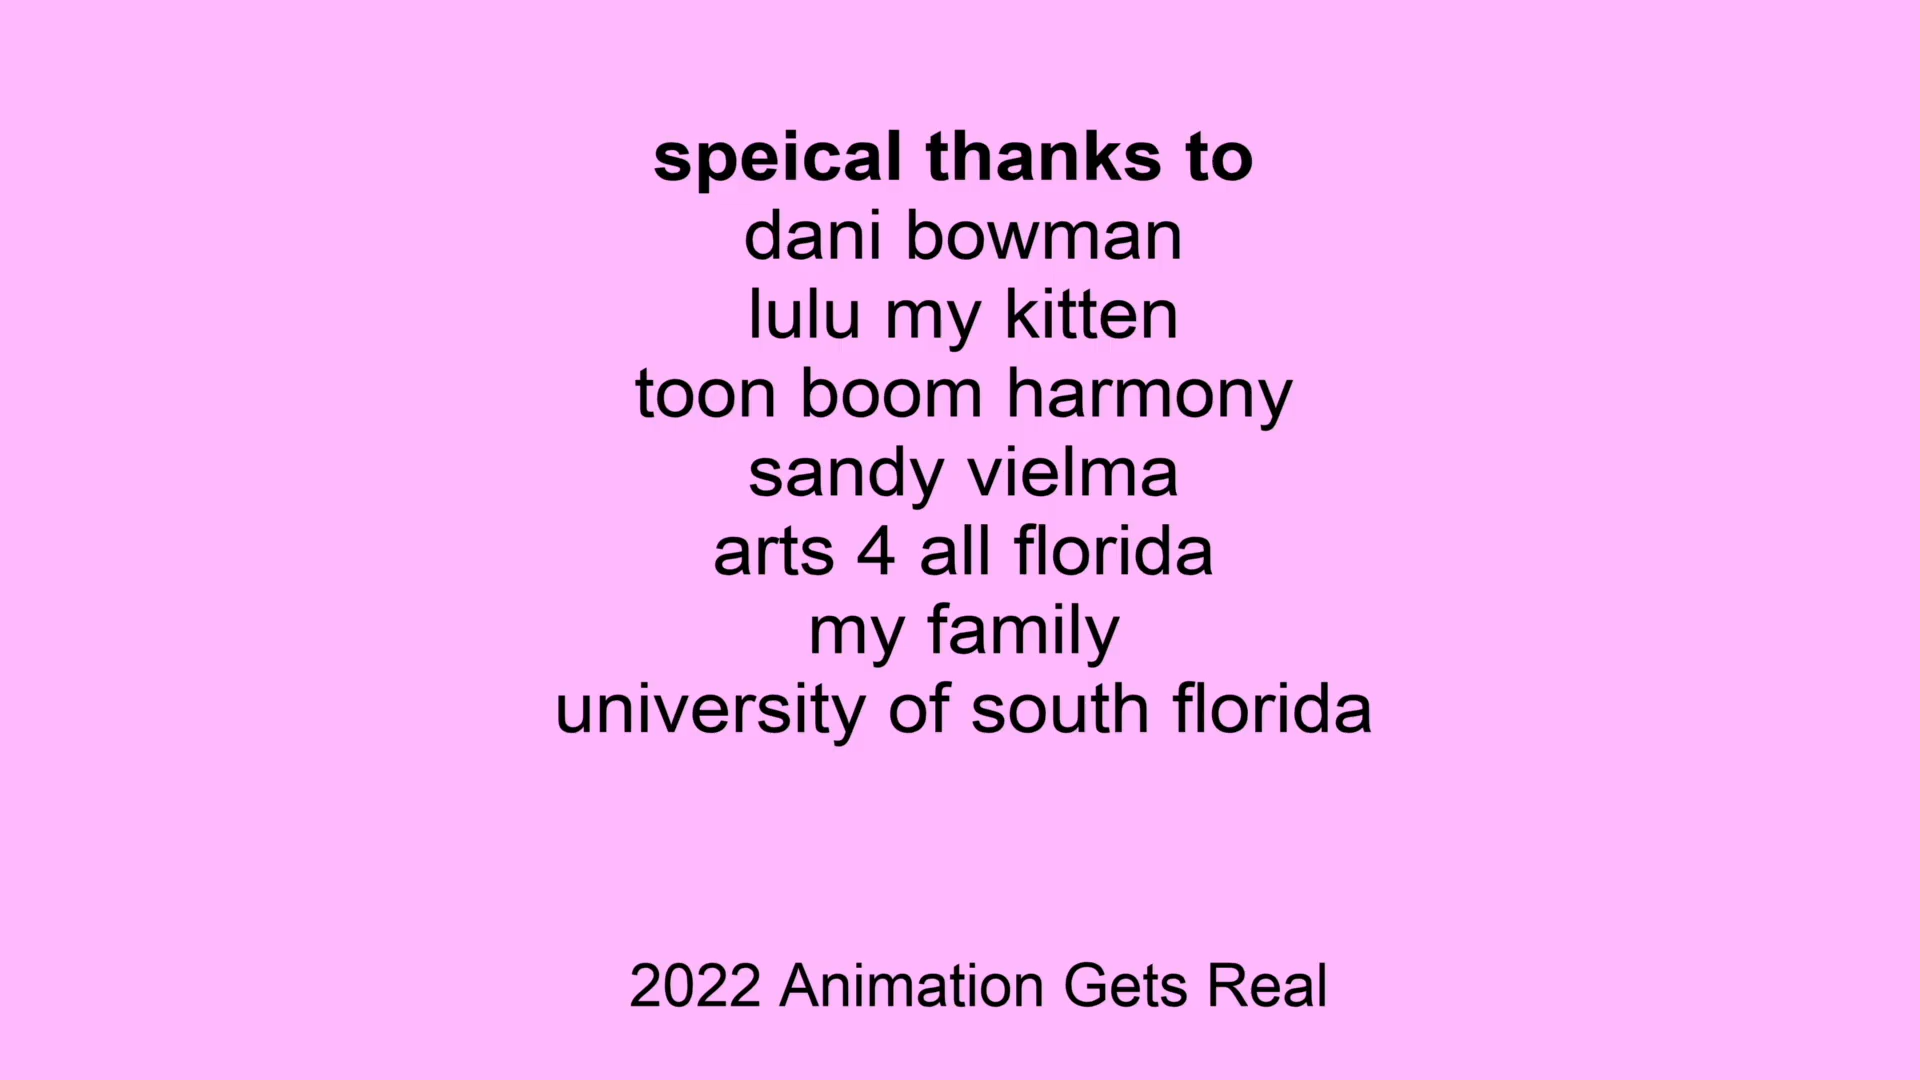 speical thanks to
dani bowman
lulu my kitten
toon boom harmony
sandy vielma
arts 4 all florida
my family
university of south florida
2022 Animation Gets Real